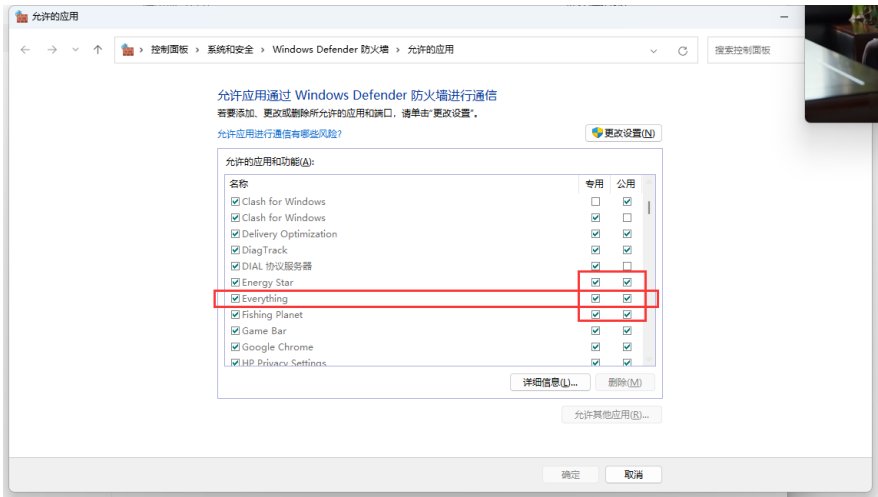 允许的应用
控制面板 › 系统和安全 › Windows Defender 防火墙 › 允许的应用
搜索控制面板
允许应用通过 Windows Defender 防火墙进行通信
若要添加、更改或删除所允许的应用和端口，请单击"更改设置"。
允许应用进行通信有哪些风险?
更改设置(N)
允许的应用和功能(A):
名称 专用 公用
Clash for Windows
Clash for Windows
Delivery Optimization
DiagTrack
DIAL 协议服务器
Energy Star
Everything
Fishing Planet
Game Bar
Google Chrome
HP Privacy Settings
详细信息(L)... 删除(M)
允许其他应用(R)...
确定 取消